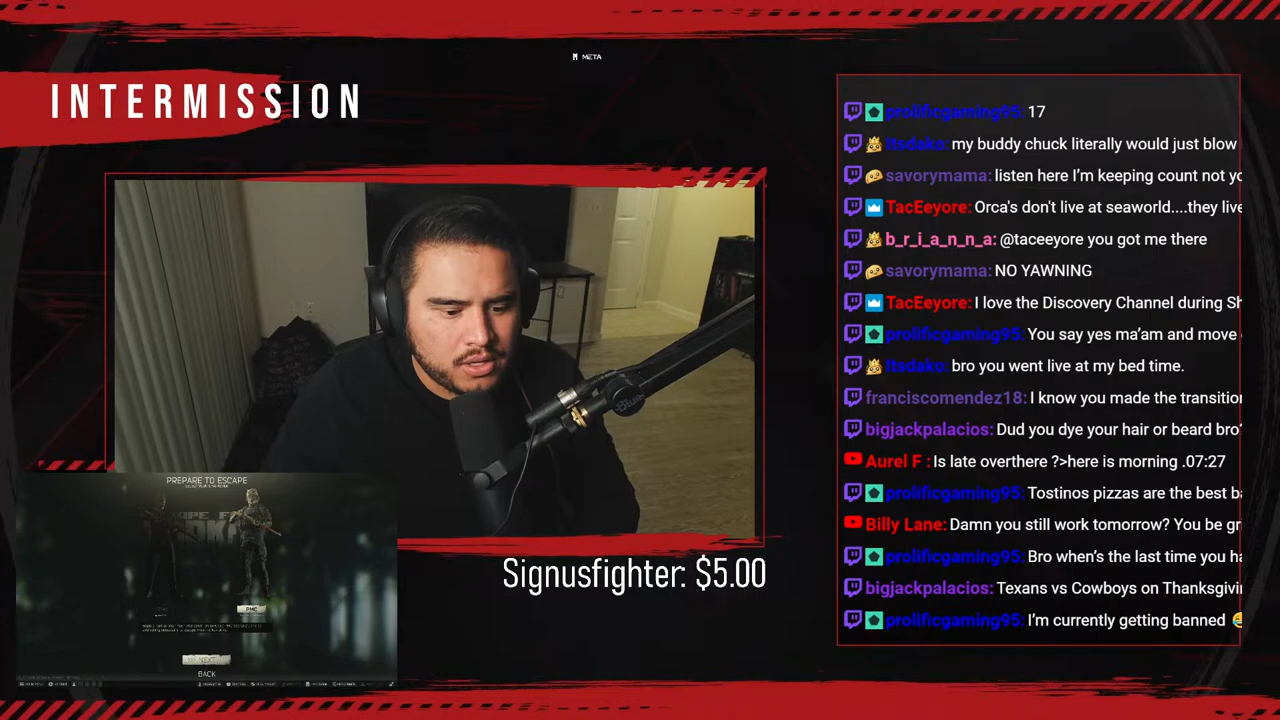 META
INTERMISSION
prolificgaming95: 17
Itsdako: my buddy chuck literally would just blow
savorymama: listen here I'm keeping count not yo
TacEeyore: Orca's don't live at seaworld....they live
b_r_i_a_n_n_a: @taceeyore you got me there
savorymama: NO YAWNING
TacEeyore: I love the Discovery Channel during Sh
prolificgaming95: You say yes ma'am and move
Itsdako: bro you went live at my bed time.
franciscomendez18: I know you made the transition
bigjackpalacios: Dud you dye your hair or beard bro?
Aurel F : Is late overthere ?>here is morning .07:27
prolificgaming95: Tostinos pizzas are the best ba
Billy Lane: Damn you still work tomorrow? You be gr
prolificgaming95: Bro when's the last time you ha
bigjackpalacios: Texans vs Cowboys on Thanksgivin
prolificgaming95: I'm currently getting banned
Blue
PREPARE TO ESCAPE
PMC
NEXT
BACK
Signusfighter: $5.00